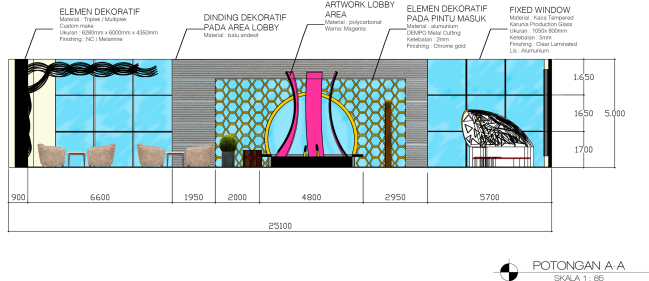 ELEMEN DEKORATIF
Material : Triplek / Multiplek
Custom make
Ukuran : 6280mm x 6000mm x 4350mm
Finishing : NC / Melamine
DINDING DEKORATIF
PADA AREA LOBBY
Material : batu andesit
ARTWORK LOBBY
AREA
Material : polycarbonat
Warna: Magenta
ELEMEN DEKORATIF
PADA PINTU MASUK
Material : alumunium
DEMPO Metal Cutting
Ketebalan : 2mm
Finishing : Chrome gold
FIXED WINDOW
Material : Kaca Tempered
Karunia Production Glass
Ukuran : 1050x 800mm
Ketebalan : 5mm
Finishing : Clear Laminated
Lis : Alumunium
1.650
1650
1700
5.000
900
6600
1950
2000
4800
2950
5700
25100
POTONGAN A-A
SKALA 1 : 85